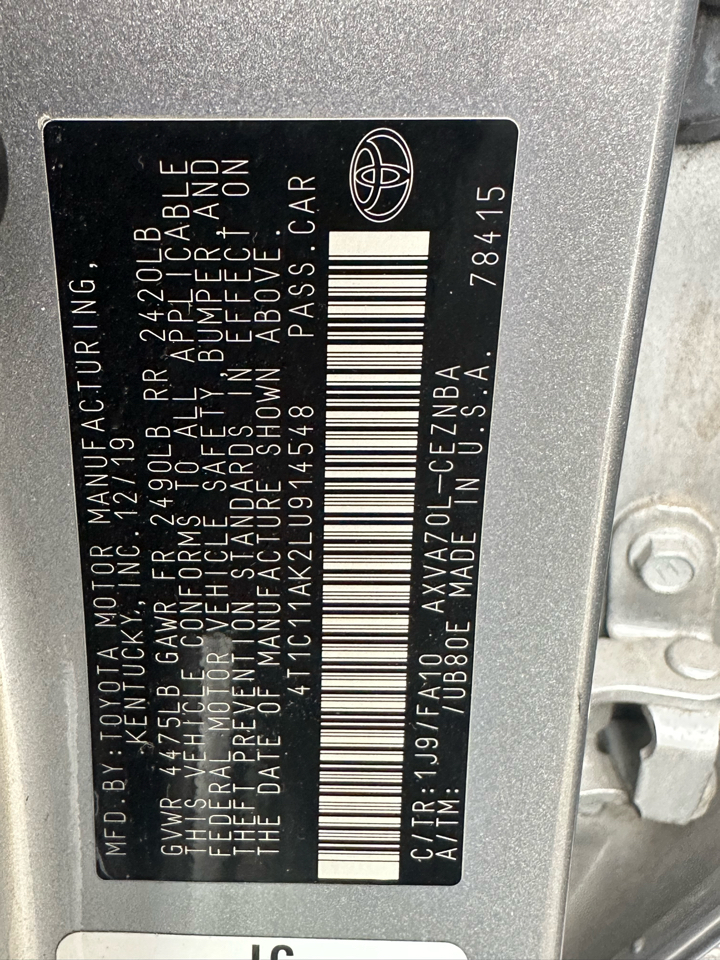 MFD.BY:TOYOTA MOTOR MANUFACTURING,
KENTUCKY, INC. 12/19
GVWR 4475LB GAWR FR 2490LB RR 2420LB
THIS VEHICLE CONFORMS TO ALL APPLICABLE
FEDERAL MOTOR VEHICLE SAFETY, BUMPER, AND
THEFT PREVENTION STANDARDS IN EFFECT ON
THE DATE OF MANUFACTURE SHOWN ABOVE.
4T1C11AK2LU914548 PASS.CAR
C/TR:1J9/FA10 AXVA70L-CEZNBA
A/TM: /UB80E MADE IN U.S.A. 78415